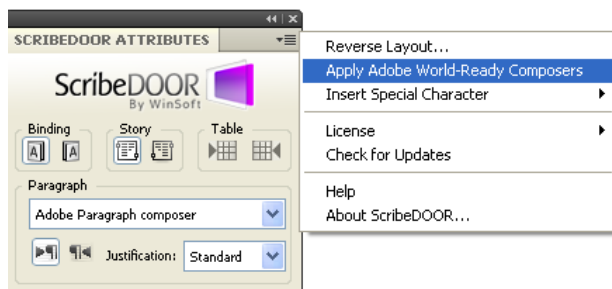 SCRIBEDOOR ATTRIBUTES
ScribeDOOR
By WinSoft
Binding
Story
Table
A
A
Paragraph
Adobe Paragraph composer
Justification: Standard
Reverse Layout...
Apply Adobe World-Ready Composers
Insert Special Character
License
Check for Updates
Help
About ScribeDOOR...